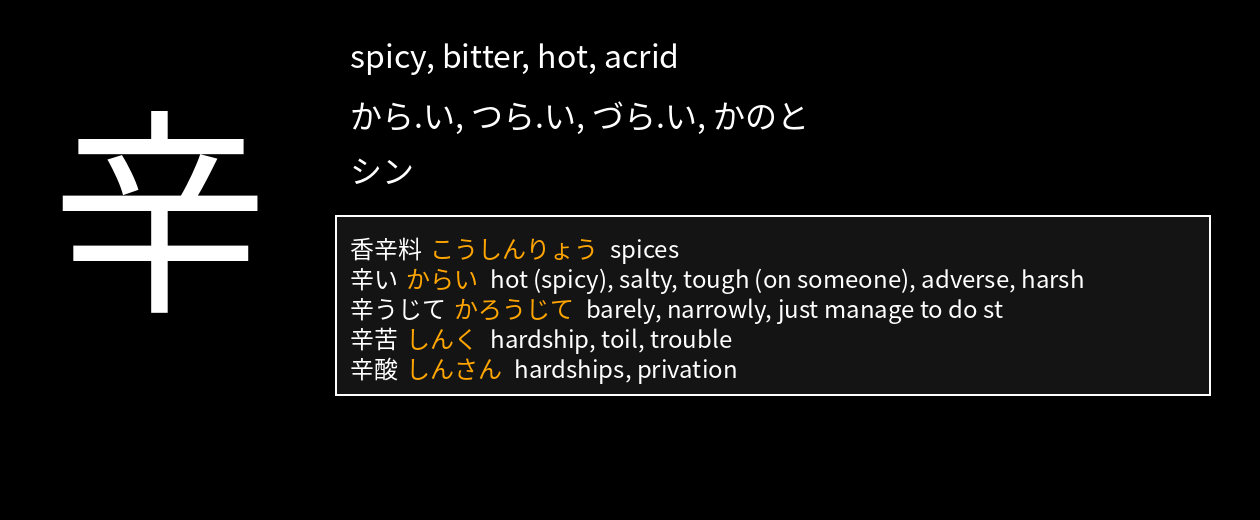 辛
spicy, bitter, hot, acrid
から.い, つら.い, づら.い, かのと
シン
香辛料 こうしんりょう spices
辛い からい hot (spicy), salty, tough (on someone), adverse, harsh
辛うじて かろうじて barely, narrowly, just manage to do st
辛苦 しんく hardship, toil, trouble
辛酸 しんさん hardships, privation